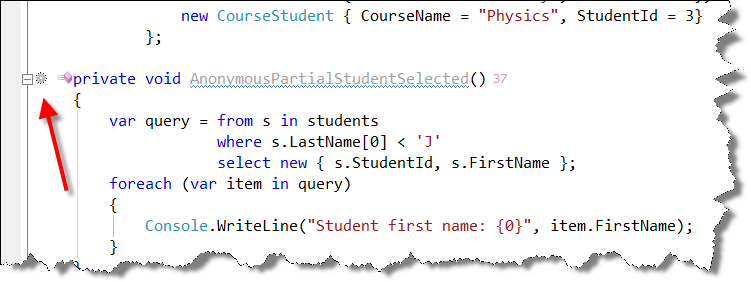 new CourseStudent { CourseName = "Physics", StudentId = 3}
};
private void AnonymousPartialStudentSelected() 37
{
var query = from s in students
where s.LastName[0] < 'J'
select new { s.StudentId, s.FirstName };
foreach (var item in query)
{
Console.WriteLine("Student first name: {0}", item.FirstName);
}